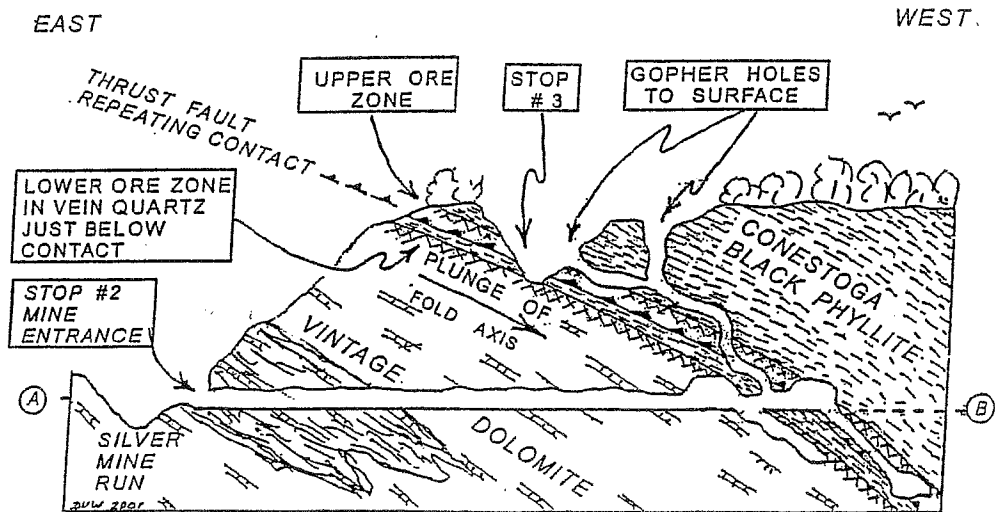 EAST
WEST.
THRUST FAULT
REPEATING CONTACT
UPPER ORE
ZONE
STOP
#3
GOPHER HOLES
TO SURFACE
LOWER ORE ZONE
IN VEIN QUARTZ
JUST BELOW
CONTACT
STOP #2
MINE
ENTRANCE
PLUNGE OF
FOLD AXIS
CONESTOGA
BLACK PHYLLITE
VINTAGE
DOLOMITE
A
B
SILVER
MINE
RUN